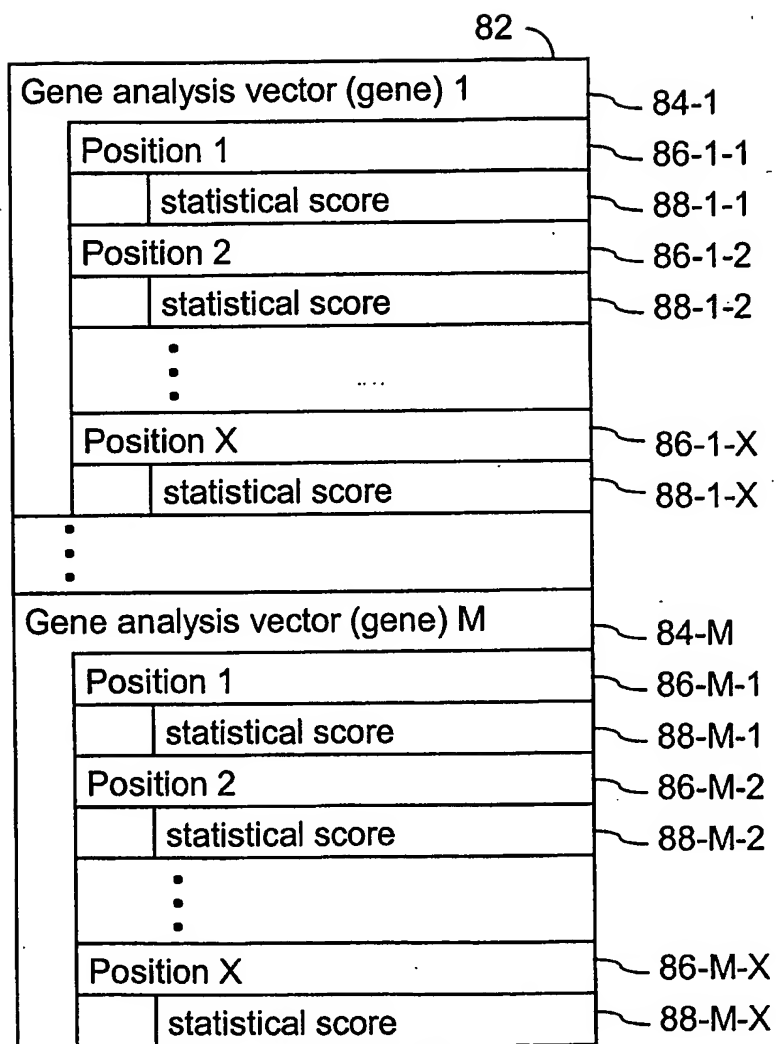 82
Gene analysis vector (gene) 1 84-1
Position 1 86-1-1
statistical score 88-1-1
Position 2 86-1-2
statistical score 88-1-2
Position X 86-1-X
statistical score 88-1-X
Gene analysis vector (gene) M 84-M
Position 1 86-M-1
statistical score 88-M-1
Position 2 86-M-2
statistical score 88-M-2
Position X 86-M-X
statistical score 88-M-X